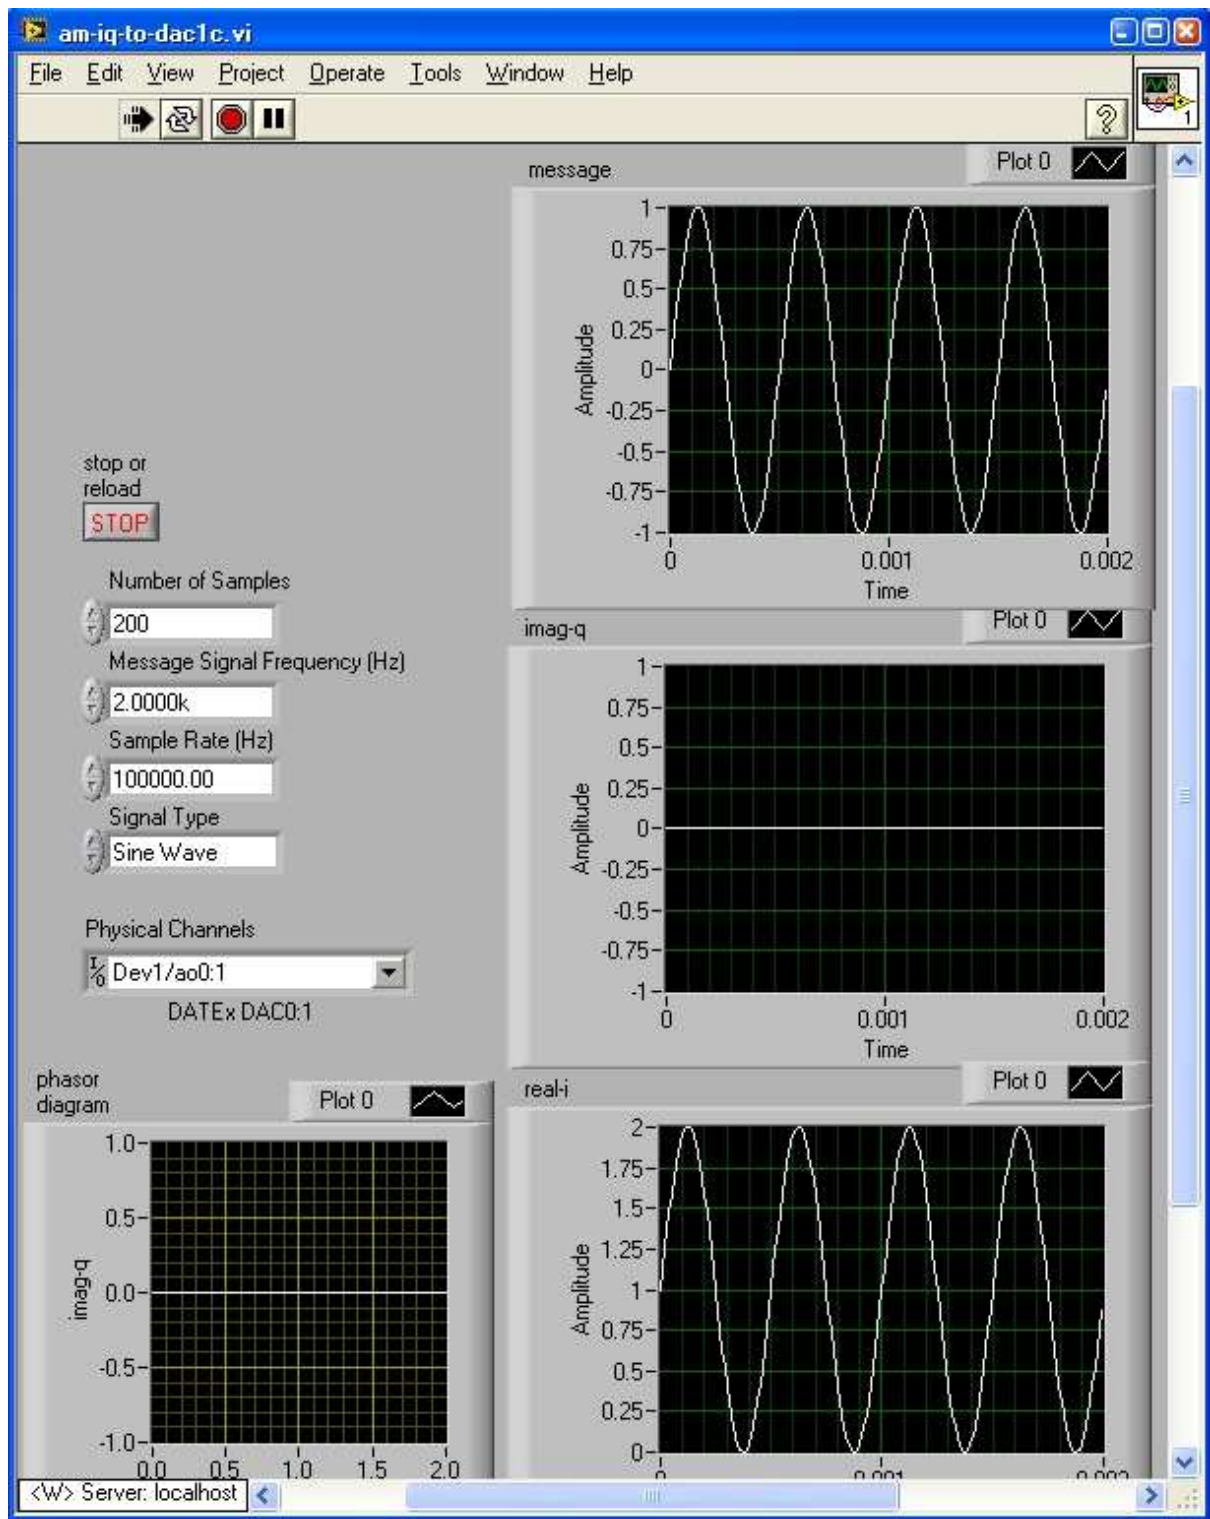 am-iq-to-dac1c.vi
File Edit View Project Operate Tools Window Help
?
1
message
Plot 0
1
0.75
0.5
0.25
0
-0.25
-0.5
-0.75
-1
Amplitude
0 0.001 0.002
Time
stop or
reload
STOP
Number of Samples
200
Message Signal Frequency (Hz)
2.0000k
Sample Rate (Hz)
100000.00
Signal Type
Sine Wave
Physical Channels
I/O Dev1/ao0:1
DATEx DAC0:1
imag-q
Plot 0
1
0.75
0.5
0.25
0
-0.25
-0.5
-0.75
-1
Amplitude
0 0.001 0.002
Time
phasor
diagram
Plot 0
1.0
0.5
0.0
-0.5
-1.0
imag-q
0.0 0.5 1.0 1.5 2.0
real-i
Plot 0
2
1.75
1.5
1.25
1
0.75
0.5
0.25
0
Amplitude
0 0.001 0.002
<W> Server: localhost